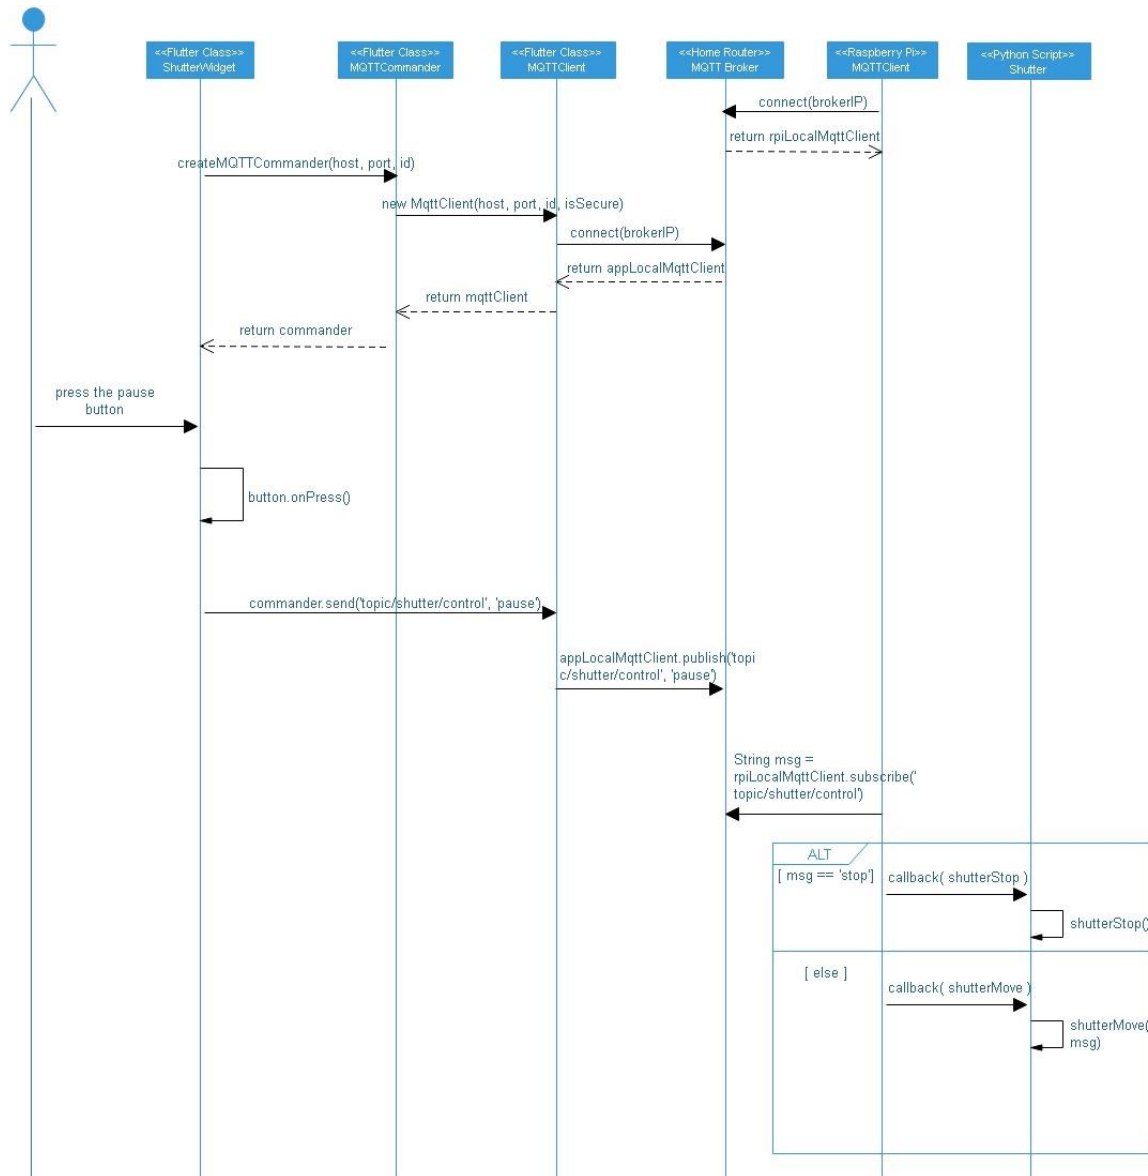 <<Flutter Class>>
ShutterWidget
<<Flutter Class>>
MQTTCommander
<<Flutter Class>>
MQTTClient
<<Home Router>>
MQTT Broker
<<Raspberry Pi>>
MQTTClient
<<Python Script>>
Shutter
connect(brokerIP)
return rpiLocalMqttClient
createMQTTCommander(host, port, id)
new MqttClient(host, port, id, isSecure)
connect(brokerIP)
return appLocalMqttClient
return mqttClient
return commander
press the pause
button
button.onPress()
commander.send('topic/shutter/control', 'pause')
appLocalMqttClient.publish('topi
c/shutter/control', 'pause')
String msg =
rpiLocalMqttClient.subscribe('
topic/shutter/control')
ALT
[ msg == 'stop']
callback( shutterStop )
shutterStop()
[ else ]
callback( shutterMove )
shutterMove(
msg)